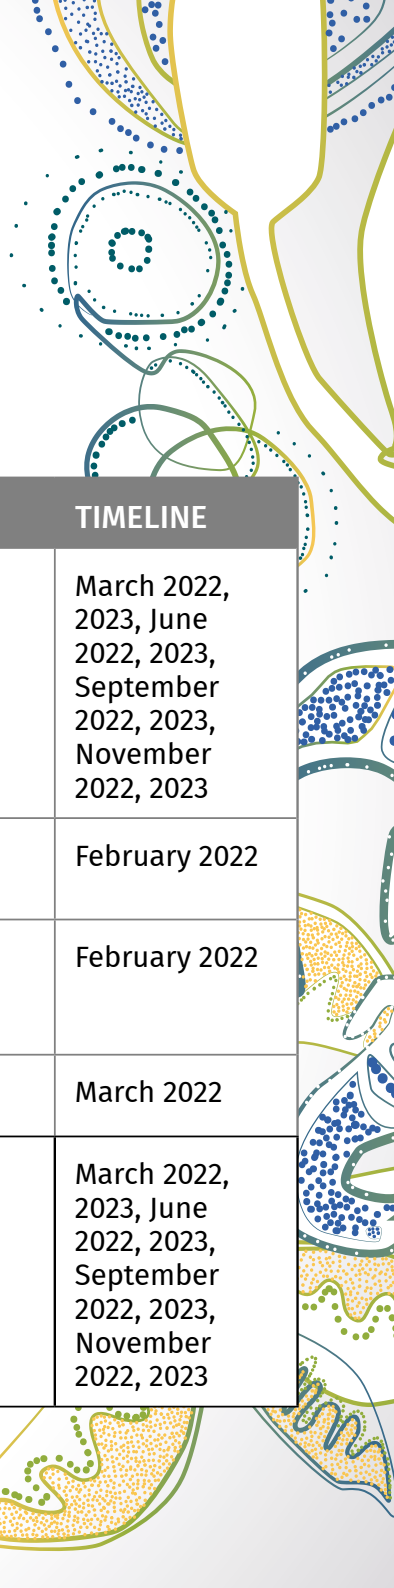 TIMELINE
March 2022,
2023, June
2022, 2023,
September
2022, 2023,
November
2022, 2023
February 2022
February 2022
March 2022
March 2022,
2023, June
2022, 2023,
September
2022, 2023,
November
2022, 2023